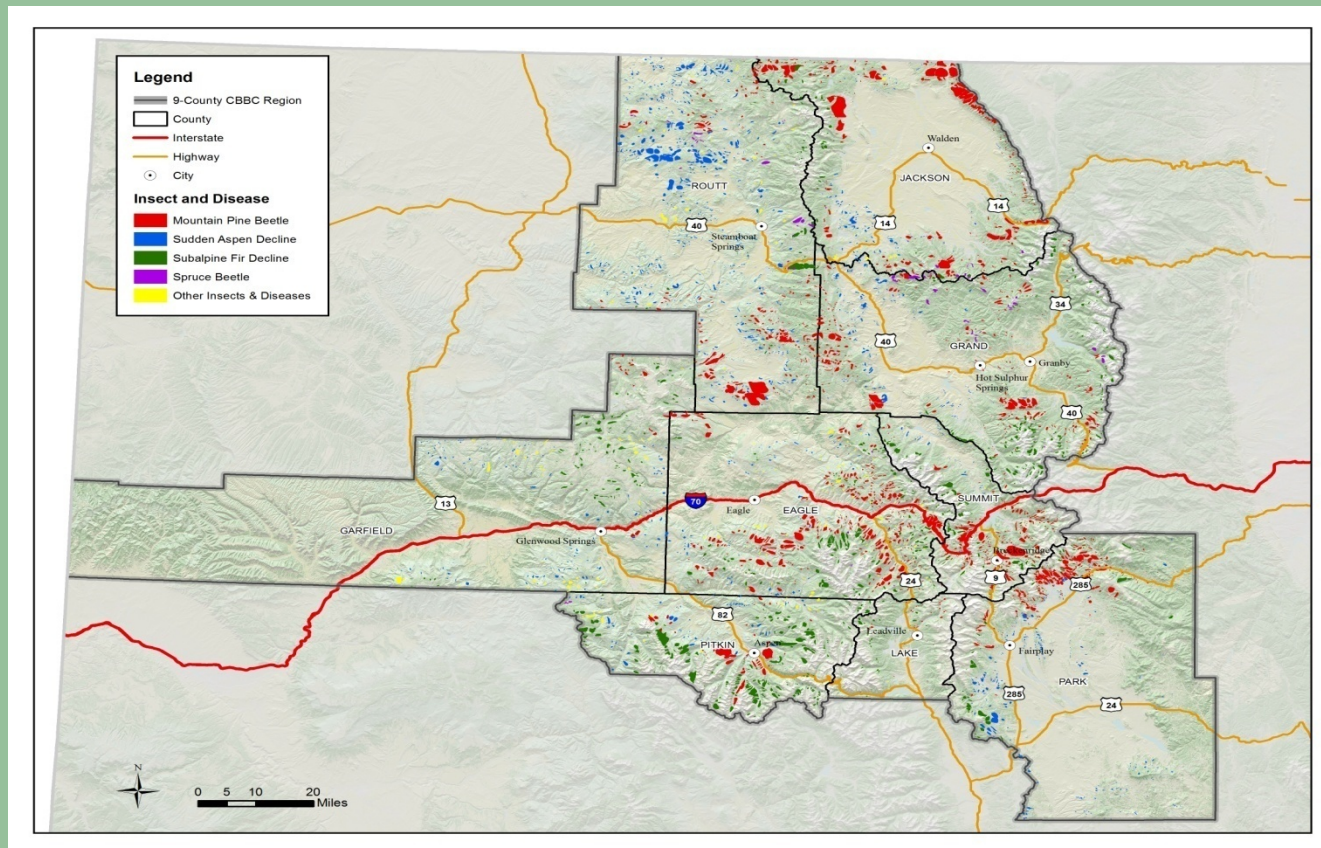 Legend
9-County CBBC Region
County
Interstate
Highway
City
Insect and Disease
Mountain Pine Beetle
Sudden Aspen Decline
Subalpine Fir Decline
Spruce Beetle
Other Insects & Diseases
Walden
ROUTT
JACKSON
14
14
40
Steamboat
Springs
34
40
GRAND
Granby
Hot Sulphur
Springs
40
70
SUMMIT
13
Eagle
EAGLE
GARFIELD
Glenwood Springs
Breckenridge
24
9
285
82
Leadville
PITKIN
Aspen
LAKE
Fairplay
PARK
285
24
N
0 5 10 20
Miles